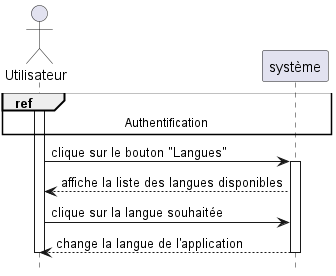 Utilisateur
système
ref
Authentification
clique sur le bouton "Langues"
affiche la liste des langues disponibles
clique sur la langue souhaitée
change la langue de l'application